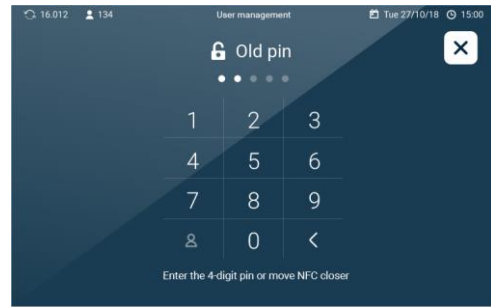 16.012 134 User management Tue 27/10/18 15:00
Old pin
1 2 3
4 5 6
7 8 9
0 <
Enter the 4-digit pin or move NFC closer